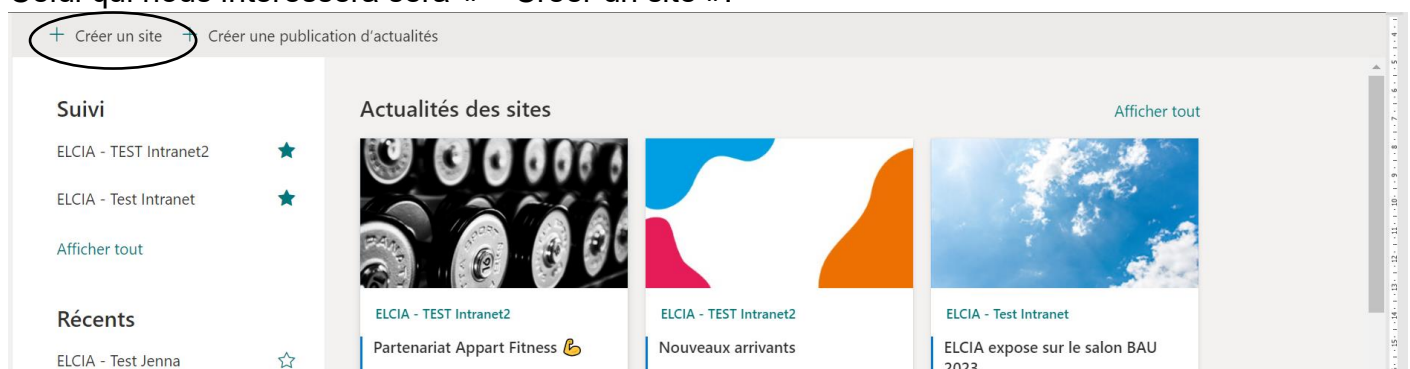 + Créer un site + Créer une publication d'actualités
Suivi
ELCIA - TEST Intranet2
ELCIA - Test Intranet
Afficher tout
Récents
ELCIA - Test Jenna
Actualités des sites
Afficher tout
ELCIA - TEST Intranet2
Partenariat Appart Fitness 💪
ELCIA - TEST Intranet2
Nouveaux arrivants
ELCIA - Test Intranet
ELCIA expose sur le salon BAU
2023